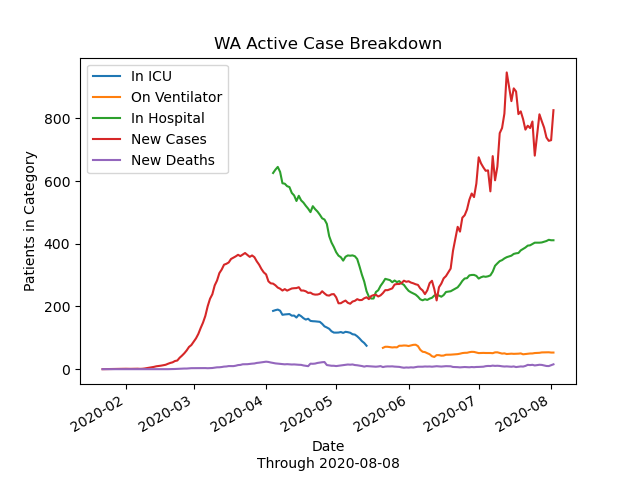 WA Active Case Breakdown
In ICU
On Ventilator
In Hospital
New Cases
New Deaths
Patients in Category
800
600
400
200
0
2020-02
2020-03
2020-04
2020-05
2020-06
2020-07
2020-08
Date
Through 2020-08-08